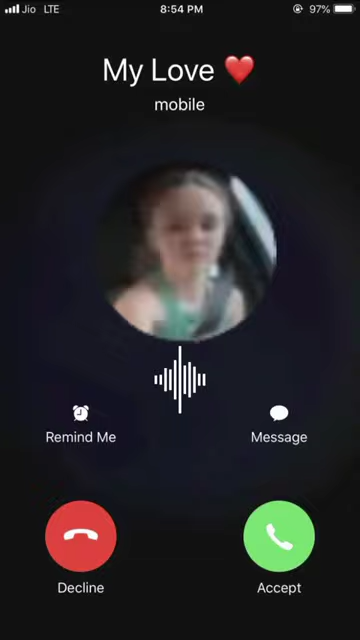 Jio LTE 8:54 PM 97%
My Love ❤️
mobile
Remind Me Message
Decline Accept